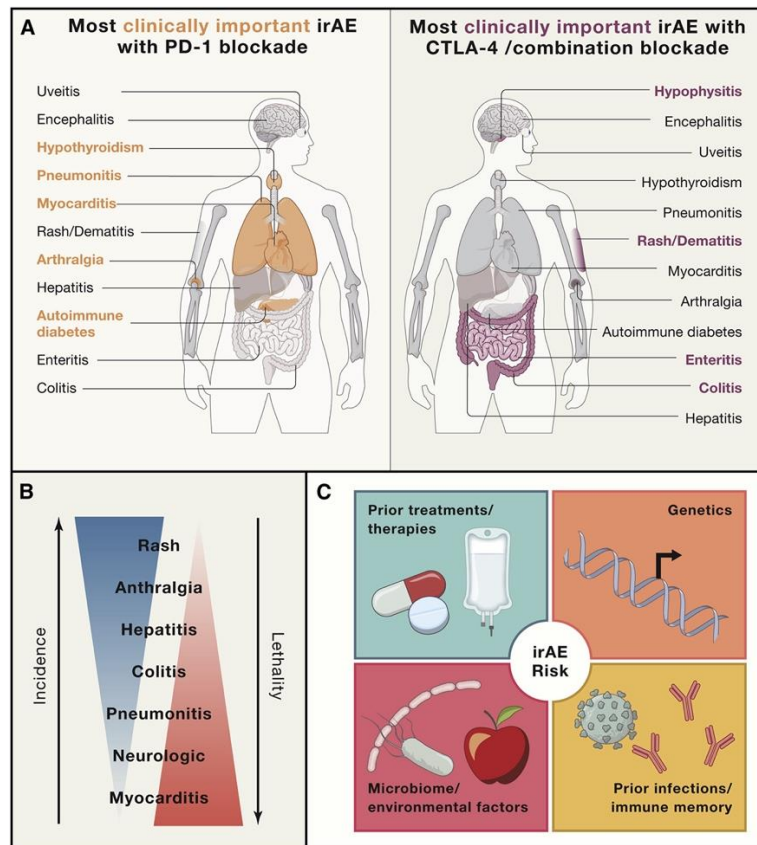 A
Most clinically important irAE
with PD-1 blockade
Uveitis
Encephalitis
Hypothyroidism
Pneumonitis
Myocarditis
Rash/Dematitis
Arthralgia
Hepatitis
Autoimmune
diabetes
Enteritis
Colitis
Most clinically important irAE with
CTLA-4 /combination blockade
Hypophysitis
Encephalitis
Uveitis
Hypothyroidism
Pneumonitis
Rash/Dematitis
Myocarditis
Arthralgia
Autoimmune diabetes
Enteritis
Colitis
Hepatitis
B
Incidence
Rash
Anthralgia
Hepatitis
Colitis
Pneumonitis
Neurologic
Myocarditis
Lethality
C
Prior treatments/
therapies
Genetics
irAE
Risk
Microbiome/
environmental factors
Prior infections/
immune memory